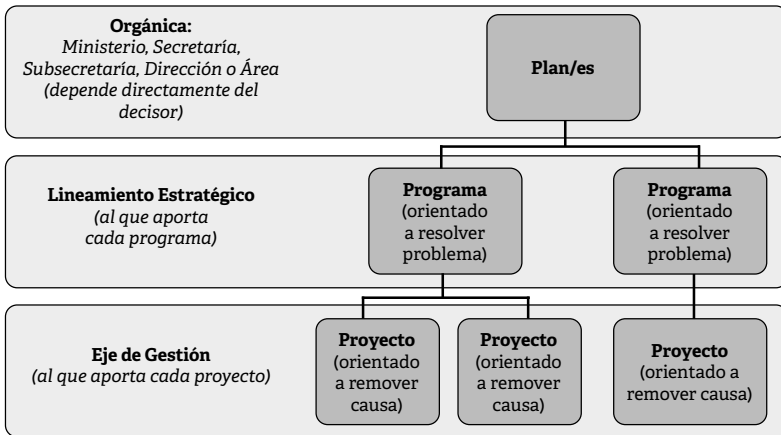 Orgánica:
Ministerio, Secretaría,
Subsecretaría, Dirección o Área
(depende directamente del
decisor)
Plan/es
Lineamiento Estratégico
(al que aporta
cada programa)
Programa
(orientado
a resolver
problema)
Programa
(orientado
a resolver
problema)
Eje de Gestión
(al que aporta cada proyecto)
Proyecto
(orientado
a remover
causa)
Proyecto
(orientado
a remover
causa)
Proyecto
(orientado a
remover causa)